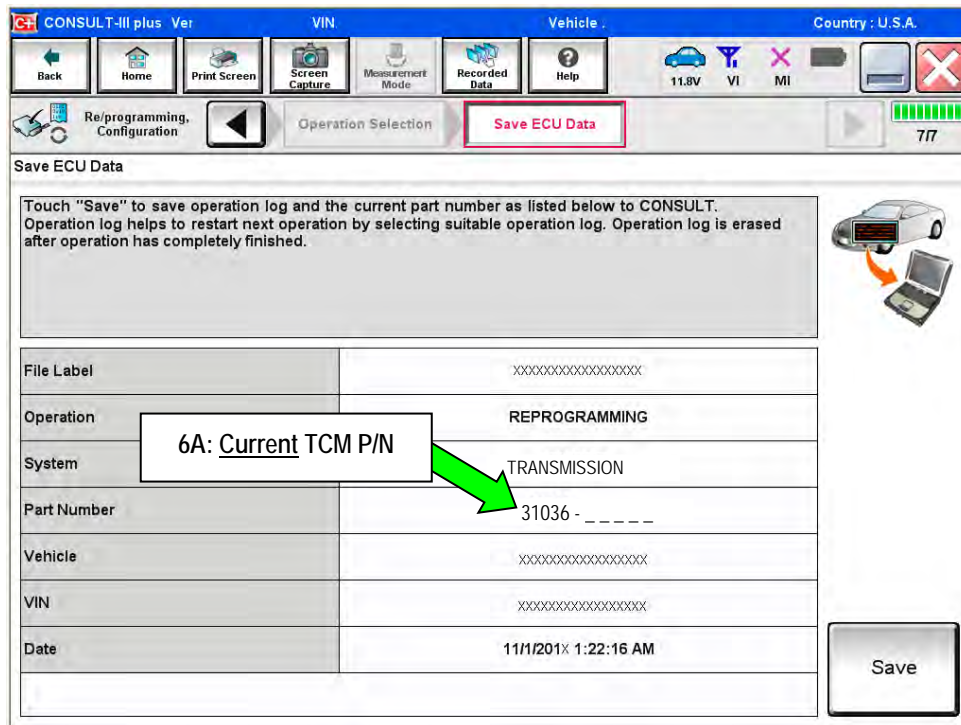 C+ CONSULT-III plus Ver VIN Vehicle : Country : U.S.A.
Back Home Print Screen Screen Capture Measurement Mode Recorded Data Help 11.8V VI MI
Re/programming, Configuration Operation Selection Save ECU Data 7/7
Save ECU Data
Touch "Save" to save operation log and the current part number as listed below to CONSULT.
Operation log helps to restart next operation by selecting suitable operation log. Operation log is erased
after operation has completely finished.
File Label XXXXXXXXXXXXXXXXX
Operation REPROGRAMMING
6A: Current TCM P/N
System TRANSMISSION
Part Number 31036 - _ _ _ _ _
Vehicle XXXXXXXXXXXXXXXXX
VIN XXXXXXXXXXXXXXXXX
Date 11/1/201X 1:22:16 AM
Save